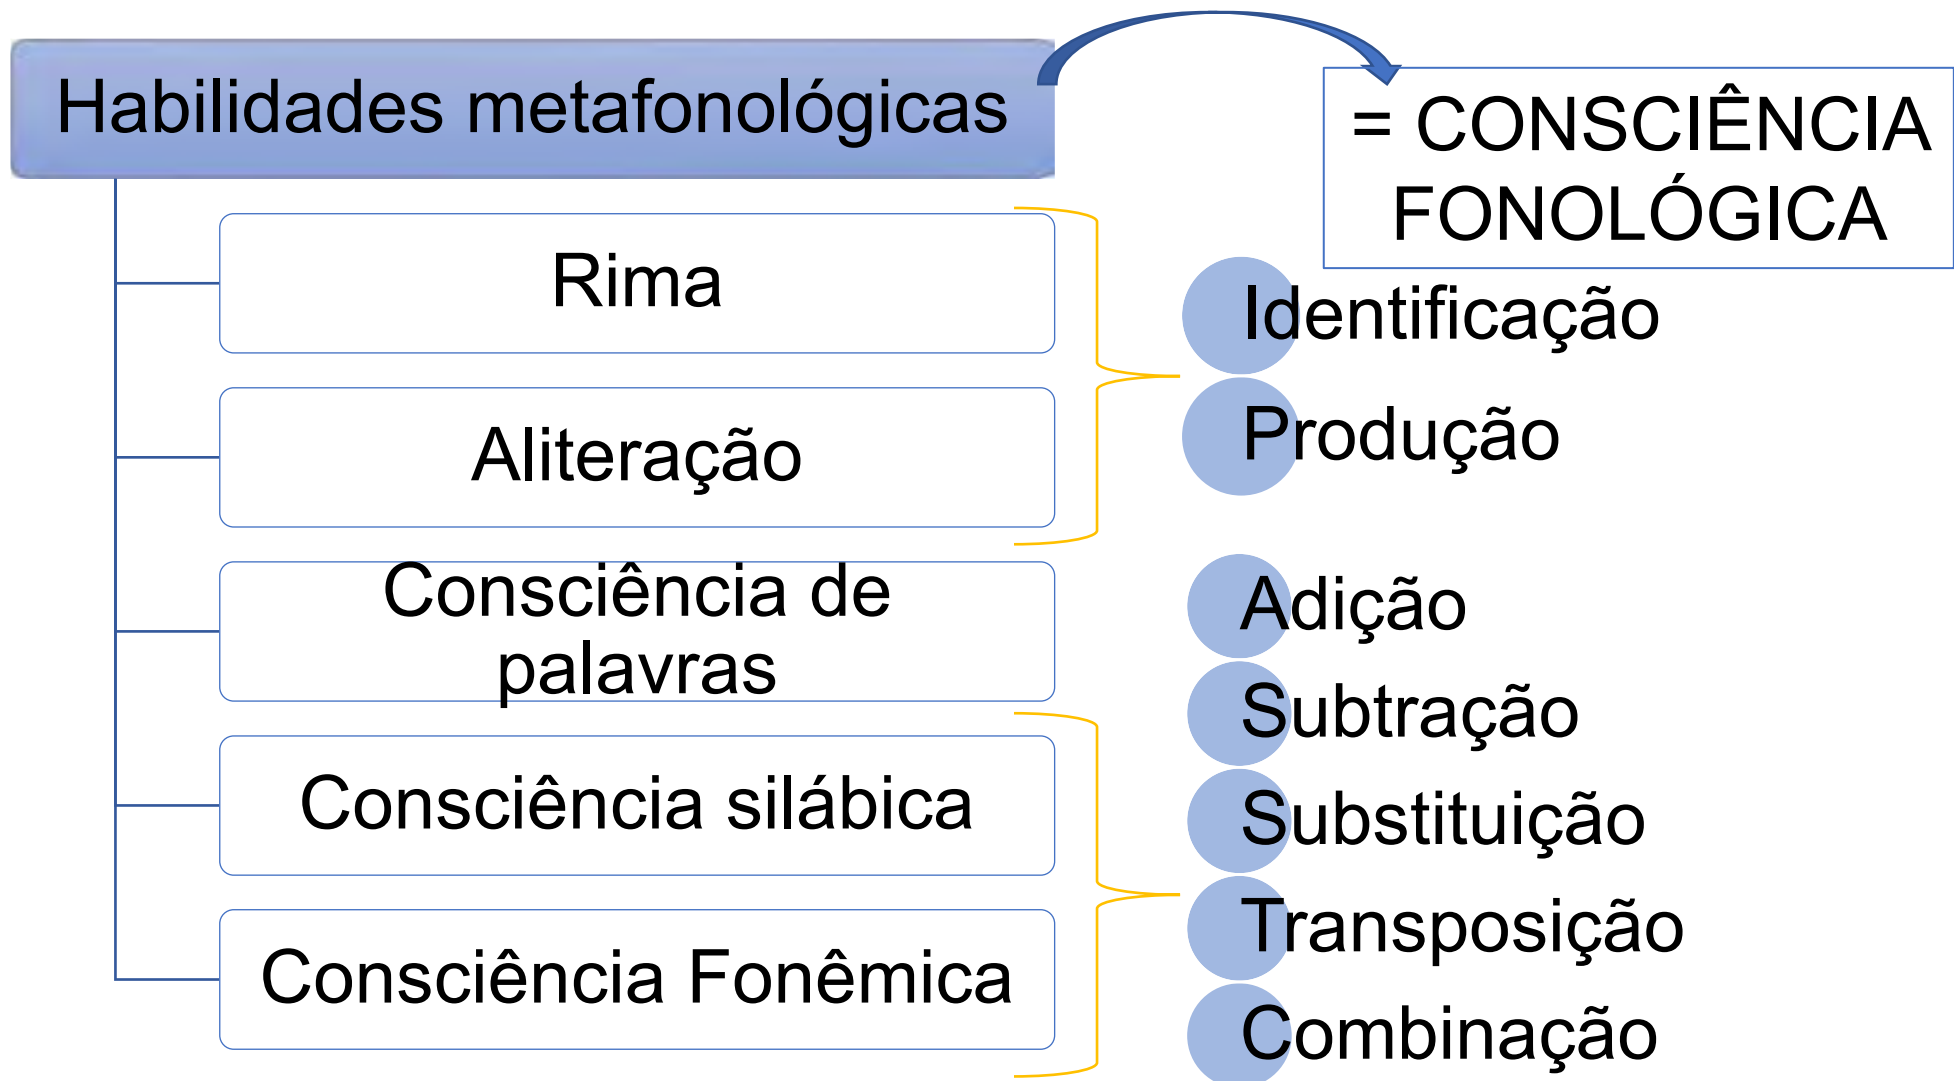 Habilidades metafonológicas
= CONSCIÊNCIA
FONOLÓGICA
Rima
Aliteração
Consciência de
palavras
Consciência silábica
Consciência Fonêmica
Identificação
Produção
Adição
Subtração
Substituição
Transposição
Combinação